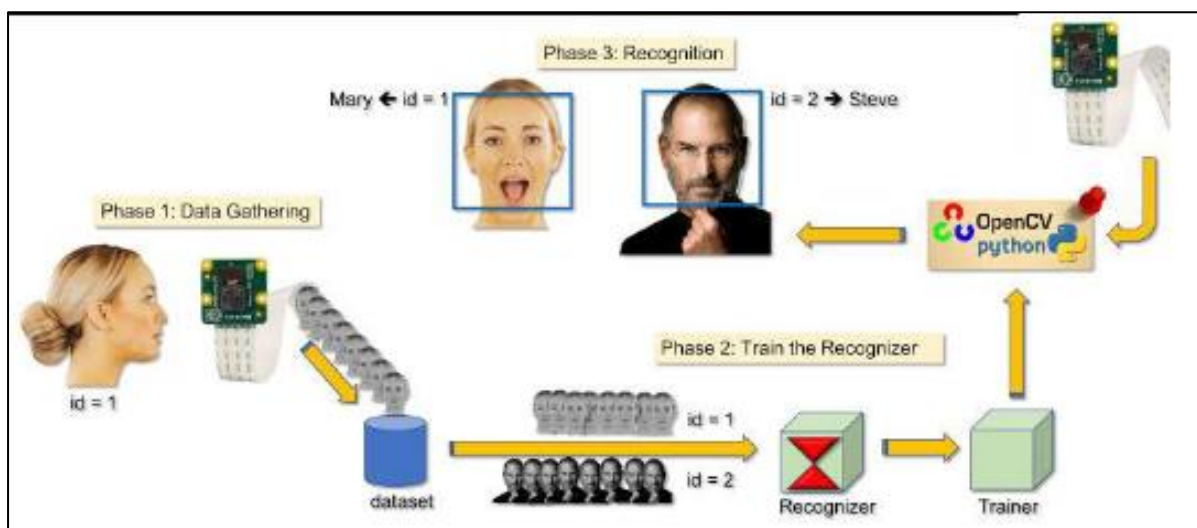 Phase 3: Recognition
Mary ← id = 1
id = 2 → Steve
Phase 1: Data Gathering
OpenCV
python
id = 1
Phase 2: Train the Recognizer
id = 1
id = 2
dataset
Recognizer
Trainer